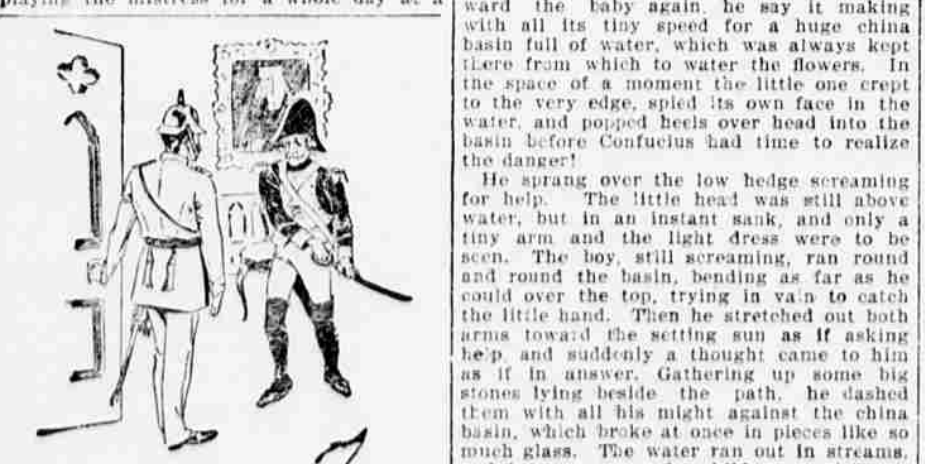 playing the mistress for a whole day at a
ward the baby again, he say it making
with all its tiny speed for a huge china
basin full of water, which was always kept
there from which to water the flowers. In
the space of a moment the little one crept
to the very edge, spied its own face in the
water, and popped heels over head into the
basin before Confucius had time to realize
the danger!
He sprang over the low hedge screaming
for help. The little head was still above
water, but in an instant sank, and only a
tiny arm and the light dress were to be
seen. The boy, still screaming, ran round
and round the basin, bending as far as he
could over the top, trying in vain to catch
the little hand. Then he stretched out both
arms toward the setting sun as if asking
help, and suddenly a thought came to him
as if in answer. Gathering up some big
stones lying beside the path, he dashed
them with all his might against the china
basin, which broke at once in pieces like so
much glass. The water ran out in streams,